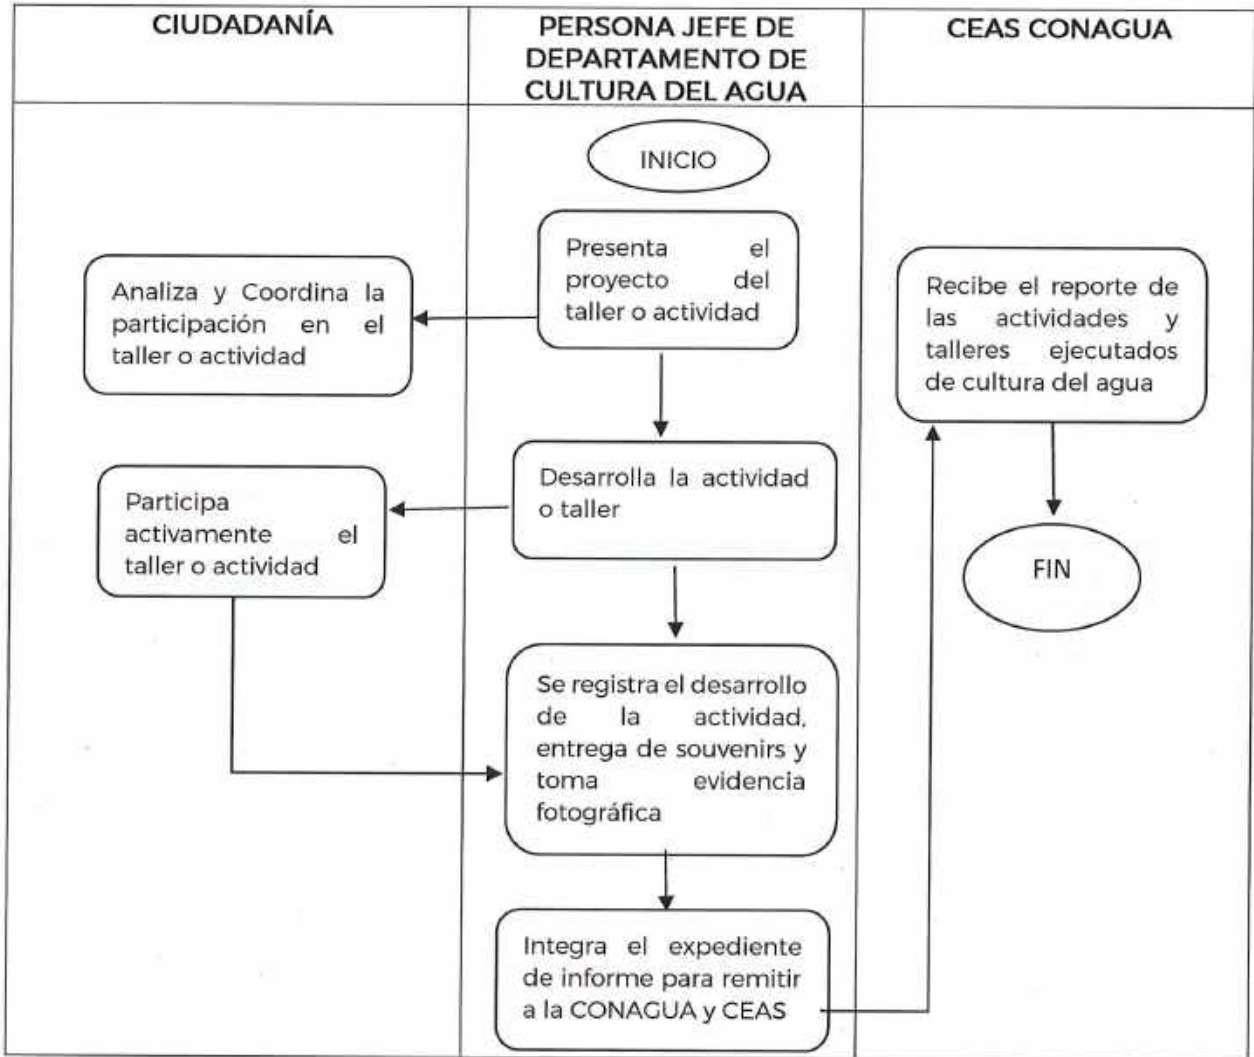 CIUDADANÍA
PERSONA JEFE DE
DEPARTAMENTO DE
CULTURA DEL AGUA
CEAS CONAGUA
INICIO
Presenta el
proyecto del
taller o actividad
Analiza y Coordina la
participación en el
taller o actividad
Desarrolla la actividad
o taller
Participa
activamente el
taller o actividad
Se registra el desarrollo
de la actividad,
entrega de souvenirs y
toma evidencia
fotográfica
Integra el expediente
de informe para remitir
a la CONAGUA y CEAS
Recibe el reporte de
las actividades y
talleres ejecutados
de cultura del agua
FIN